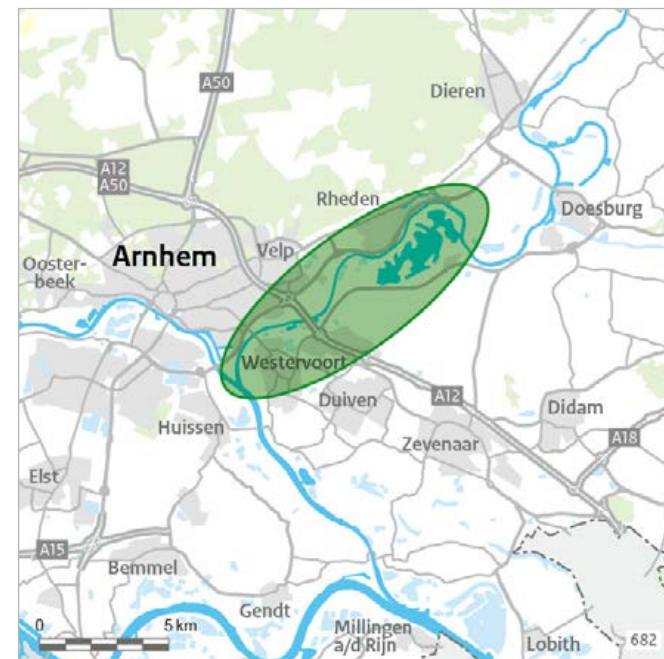 A50
Dieren
A12
A50
Rheden
Doesburg
Velp
Arnhem
Ooster-
beek
Westervoort
Duiven
A12
Didam
Huissen
Zevenaar
A18
Elst
A15
Bemmel
Gendt
0 5 km
Millingen
a/d Rijn
Lobith
682